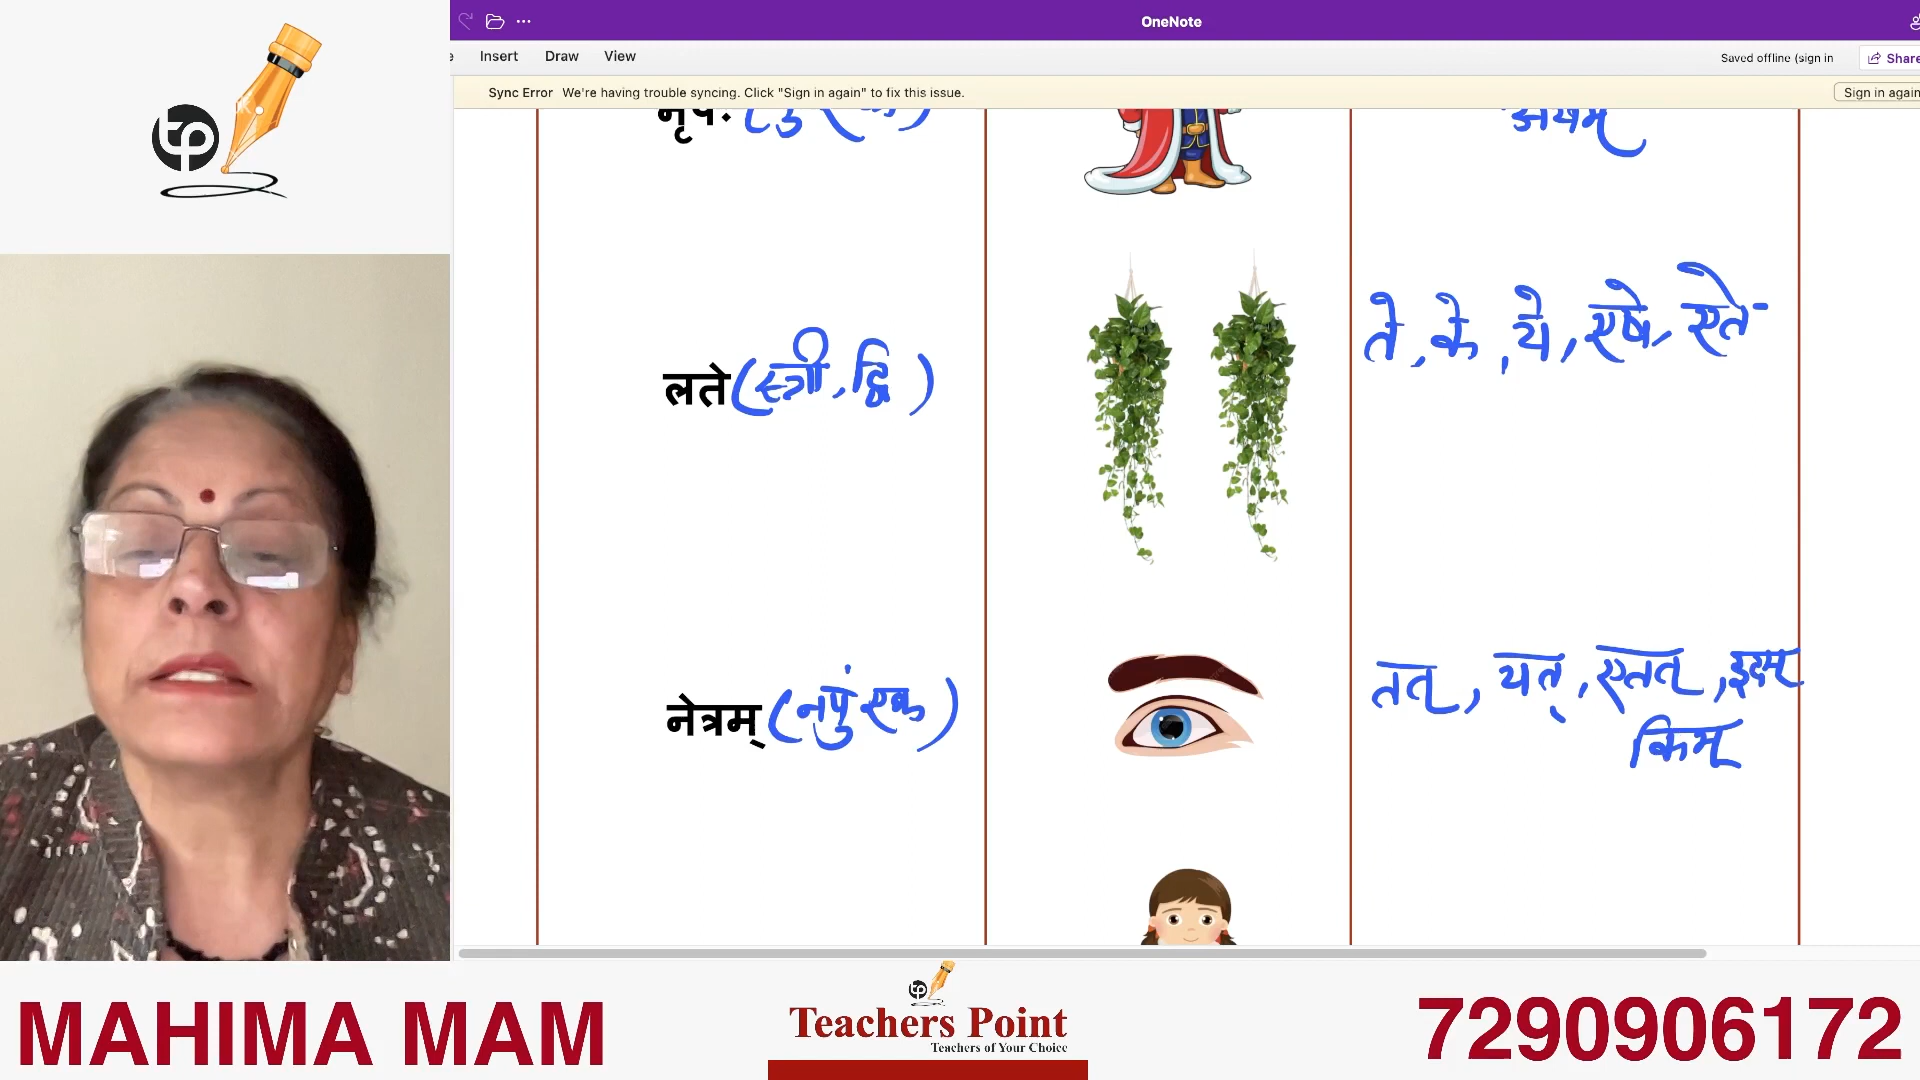 OneNote
Insert Draw View
Saved offline (sign in
Share
Sync Error We're having trouble syncing. Click "Sign in again" to fix this issue.
Sign in again
नृपः
अयम्
लते (स्त्री, द्वि)
ते, के, ये, एषे, एते
नेत्रम् (नपुं एक)
तत्, यत्, एतत्, इदम्
किम्
tp
MAHIMA MAM
Teachers Point
Teachers of Your Choice
7290906172